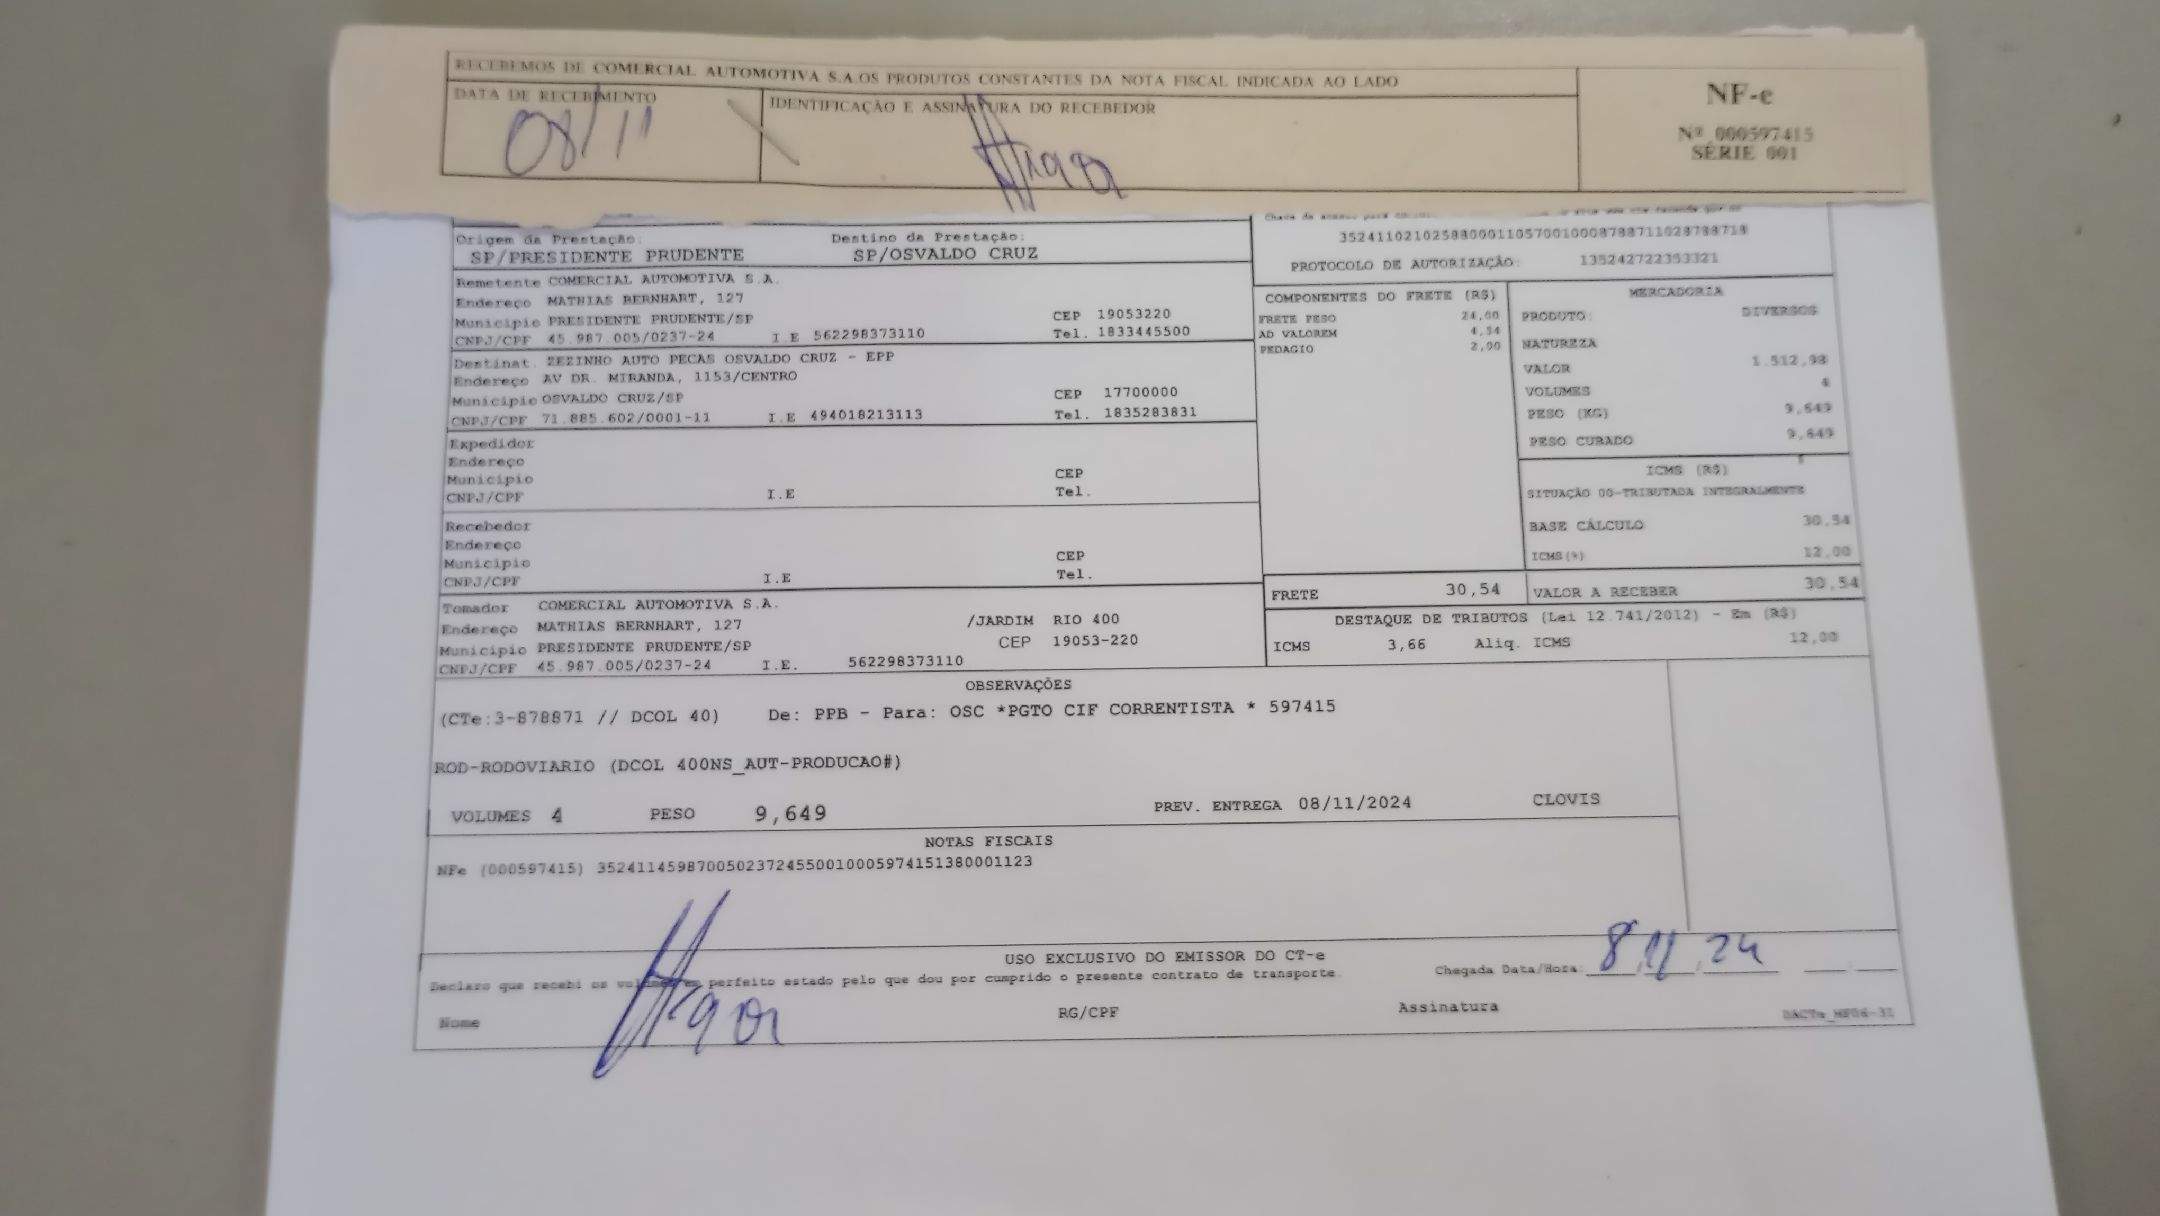 RECEBEMOS DE COMERCIAL AUTOMOTIVA S.A.OS PRODUTOS CONSTANTES DA NOTA FISCAL INDICADA AO LADO
DATA DE RECEBIMENTO
08/11
IDENTIFICAÇÃO E ASSINATURA DO RECEBEDOR
NF-e
Nº 000597415
SÉRIE 001
Origem da Prestação: Destino da Prestação:
SP/PRESIDENTE PRUDENTE SP/OSVALDO CRUZ
PROTOCOLO DE AUTORIZAÇÃO: 135242722353321
Remetente COMERCIAL AUTOMOTIVA S.A.
Endereço MATHIAS BERNHART, 127
Município PRESIDENTE PRUDENTE/SP CEP 19053220
CNPJ/CPF 45.987.005/0237-24 I.E 562298373110 Tel. 1833445500
Destinat. ZEZINHO AUTO PECAS OSVALDO CRUZ - EPP
Endereço AV DR. MIRANDA, 1153/CENTRO
Município OSVALDO CRUZ/SP CEP 17700000
CNPJ/CPF 71.885.602/0001-11 I.E 494018213113 Tel. 1835283831
Expedidor
Endereço
Município CEP
CNPJ/CPF I.E Tel.
Recebedor
Endereço
Município CEP
CNPJ/CPF I.E Tel.
Tomador COMERCIAL AUTOMOTIVA S.A.
Endereço MATHIAS BERNHART, 127 /JARDIM RIO 400
Município PRESIDENTE PRUDENTE/SP CEP 19053-220
CNPJ/CPF 45.987.005/0237-24 I.E. 562298373110
COMPONENTES DO FRETE (R$)
FRETE PESO 24,00
AD VALOREM 4,54
PEDAGIO 2,00
MERCADORIA
PRODUTO: DIVERSOS
NATUREZA
VALOR 1.512,98
VOLUMES 4
PESO (KG) 9,649
PESO CUBADO 9,649
ICMS (R$)
SITUAÇÃO 00-TRIBUTADA INTEGRALMENTE
BASE CÁLCULO 30,54
ICMS(%) 12,00
FRETE 30,54 VALOR A RECEBER 30,54
DESTAQUE DE TRIBUTOS (Lei 12.741/2012) - Em (R$)
ICMS 3,66 Aliq. ICMS 12,00
OBSERVAÇÕES
(CTe:3-878871 // DCOL 40) De: PPB - Para: OSC *PGTO CIF CORRENTISTA * 597415
ROD-RODOVIARIO (DCOL 400NS_AUT-PRODUCAO#)
VOLUMES 4 PESO 9,649 PREV. ENTREGA 08/11/2024 CLOVIS
NOTAS FISCAIS
NFe (000597415) 35241145987005023724550010005974151380001123
USO EXCLUSIVO DO EMISSOR DO CT-e
Declaro que recebi os volumes em perfeito estado pelo que dou por cumprido o presente contrato de transporte.
Chegada Data/Hora: 8 11 24
Nome RG/CPF Assinatura